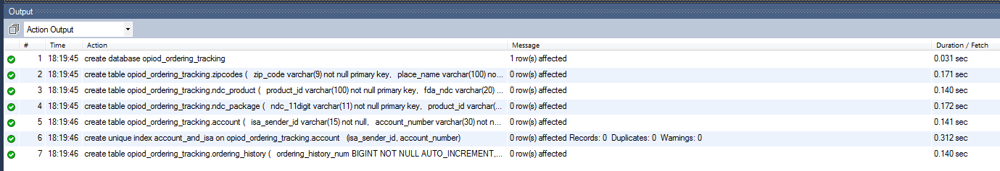 Output
Action Output
# Time Action Message Duration / Fetch
1 18:19:45 create database opiod_ordering_tracking 1 row(s) affected 0.031 sec
2 18:19:45 create table opiod_ordering_tracking.zipcodes ( zip_code varchar(9) not null primary key, place_name varchar(100) no... 0 row(s) affected 0.171 sec
3 18:19:45 create table opiod_ordering_tracking.ndc_product ( product_id varchar(100) not null primary key, fda_ndc varchar(20) ... 0 row(s) affected 0.140 sec
4 18:19:45 create table opiod_ordering_tracking.ndc_package ( ndc_11digit varchar(11) not null primary key, product_id varchar(... 0 row(s) affected 0.172 sec
5 18:19:46 create table opiod_ordering_tracking.account ( isa_sender_id varchar(15) not null, account_number varchar(30) not n... 0 row(s) affected 0.141 sec
6 18:19:46 create unique index account_and_isa on opiod_ordering_tracking.account (isa_sender_id, account_number) 0 row(s) affected Records: 0 Duplicates: 0 Warnings: 0 0.312 sec
7 18:19:46 create table opiod_ordering_tracking.ordering_history ( ordering_history_num BIGINT NOT NULL AUTO_INCREMENT,... 0 row(s) affected 0.140 sec